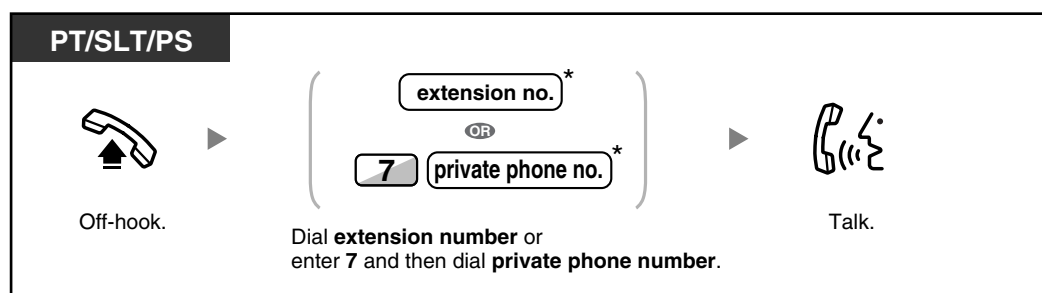 PT/SLT/PS
extension no.*
OR
7 private phone no.*
Off-hook.
Dial extension number or
enter 7 and then dial private phone number.
Talk.